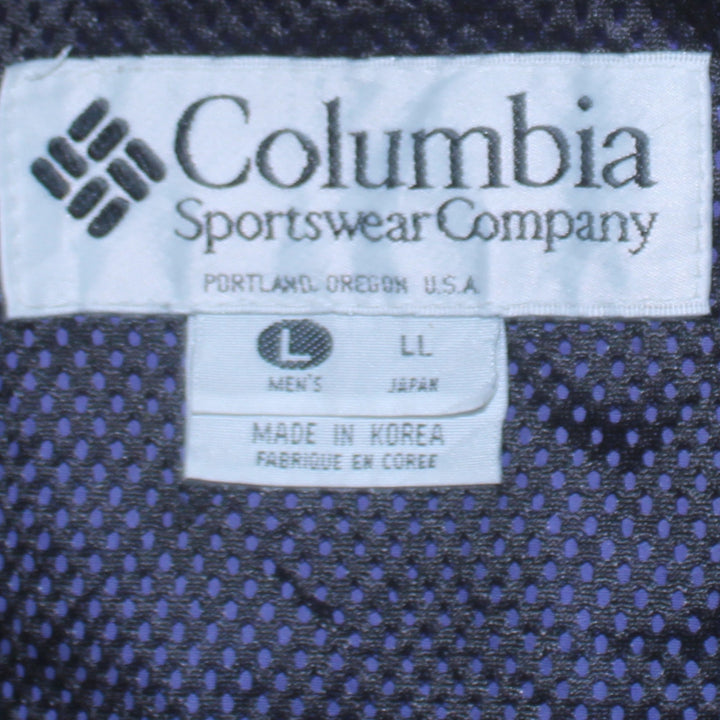 Columbia
Sportswear Company
PORTLAND, OREGON U.S.A.
L LL
MEN'S JAPAN
MADE IN KOREA
FABRIQUE EN COREE